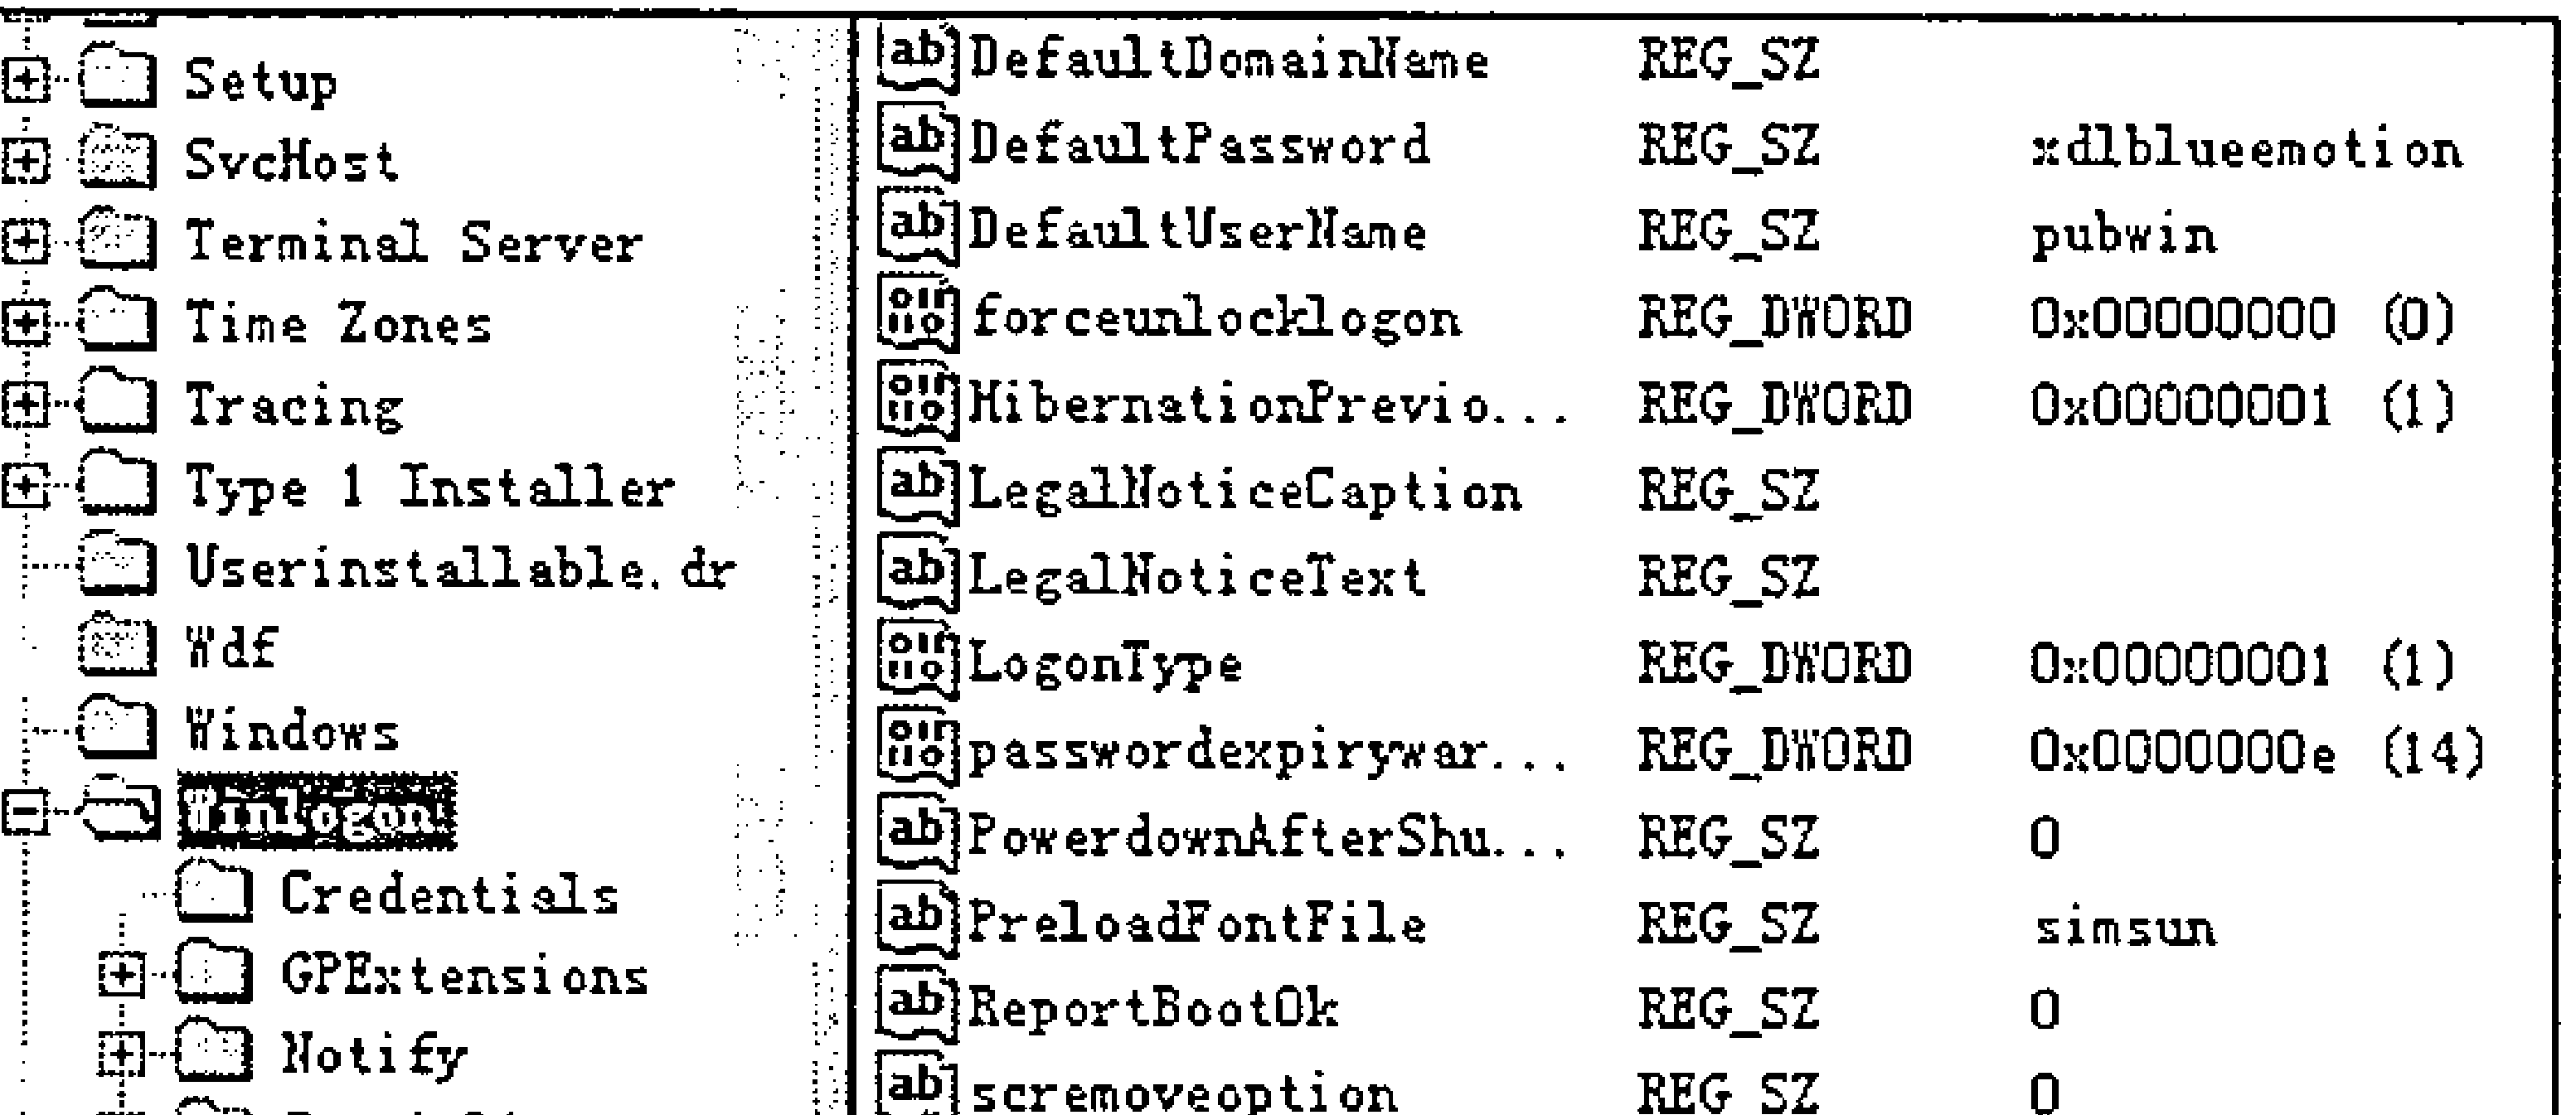 Setup
SvcHost
Terminal Server
Time Zones
Tracing
Type 1 Installer
Userinstallable.dr
Wdf
Windows
Winlogon
Credentials
GPExtensions
Notify
DefaultDomainName REG_SZ
DefaultPassword REG_SZ xdlblueemotion
DefaultUserName REG_SZ pubwin
forceunlocklogon REG_DWORD 0x00000000 (0)
HibernationPrevio... REG_DWORD 0x00000001 (1)
LegalNoticeCaption REG_SZ
LegalNoticeText REG_SZ
LogonType REG_DWORD 0x00000001 (1)
passwordexpirywar... REG_DWORD 0x0000000e (14)
PowerdownAfterShu... REG_SZ 0
PreloadFontFile REG_SZ simsun
ReportBootOk REG_SZ 0
scremoveoption REG_SZ 0